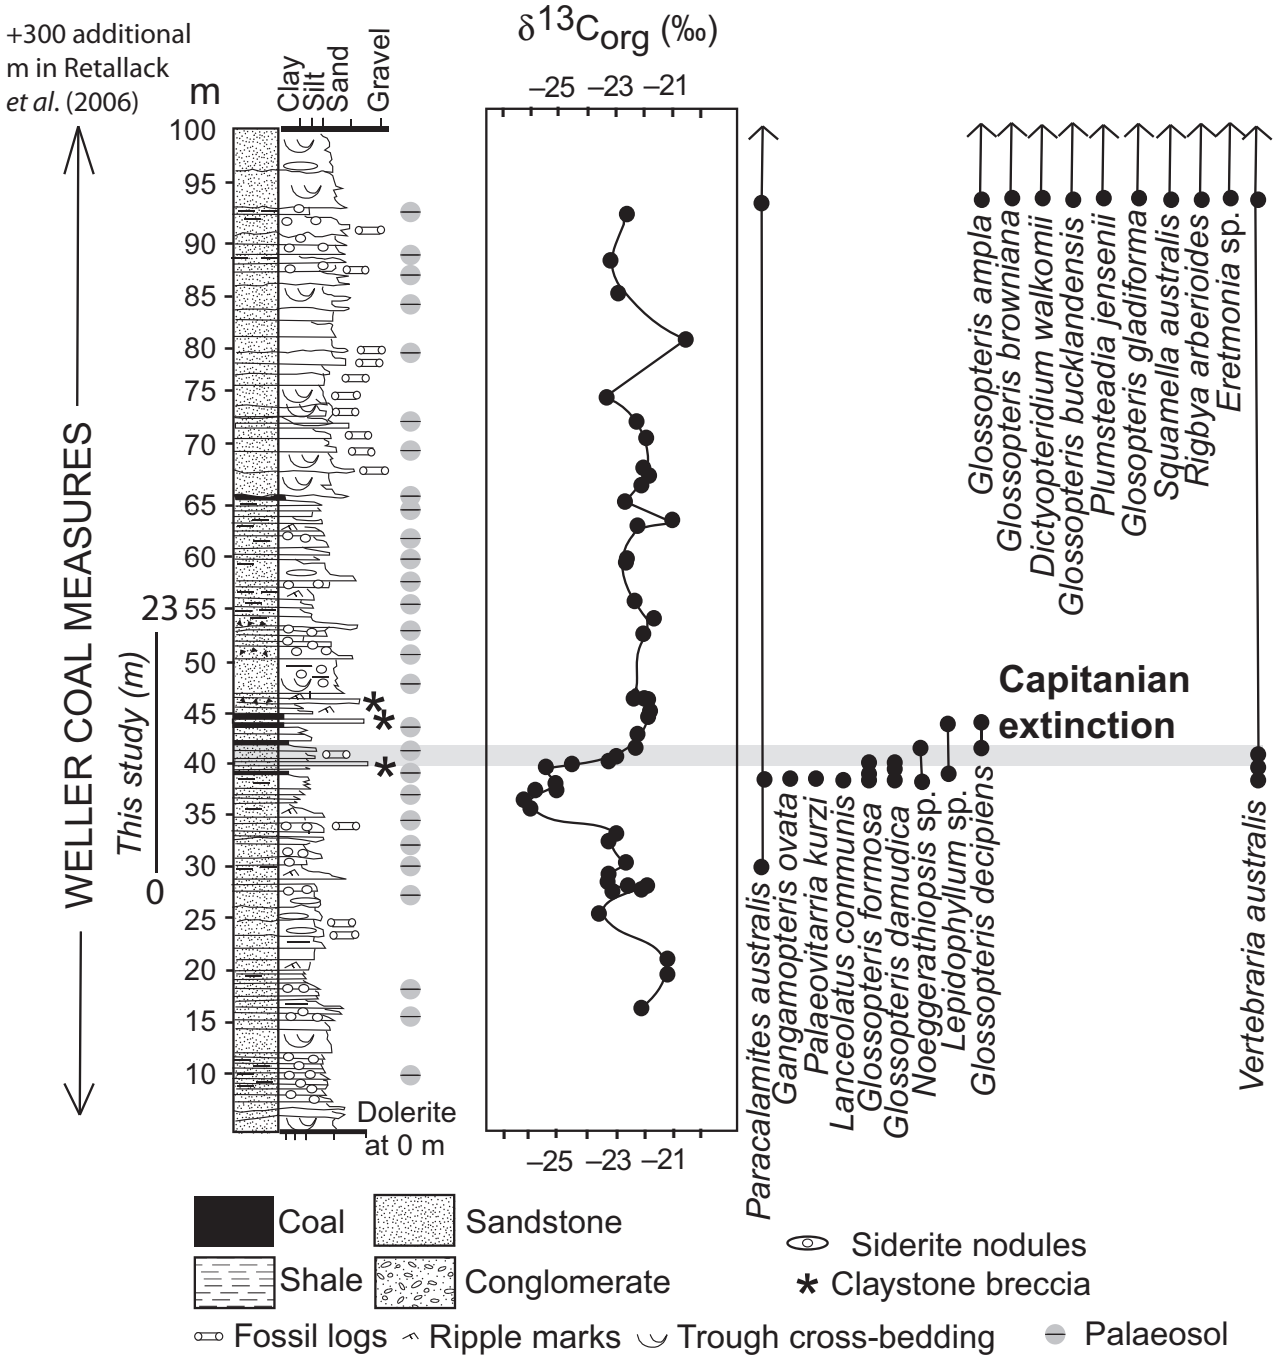 +300 additional
m in Retallack
et al. (2006)
m
Clay
Silt
Sand
Gravel
δ13Corg (‰)
–25 –23 –21
100
95
90
85
80
75
70
65
60
55
50
45
40
35
30
25
20
15
10
WELLER COAL MEASURES
This study (m)
23
0
Dolerite
at 0 m
–25 –23 –21
Capitanian
extinction
Paracalamites australis
Gangamopteris ovata
Palaeovitarria kurzi
Lanceolatus communis
Glossopteris formosa
Glossopteris damudica
Noeggerathiopsis sp.
Lepidophyllum sp.
Glossopteris decipiens
Glossopteris ampla
Glossopteris browniana
Dictyopteridium walkomii
Glossopteris bucklandensis
Plumsteadia jensenii
Glosopteris gladiforma
Squamella australis
Rigbya arberioides
Eretmonia sp.
Vertebraria australis
Coal
Sandstone
Shale
Conglomerate
Siderite nodules
* Claystone breccia
Fossil logs
Ripple marks
Trough cross-bedding
Palaeosol